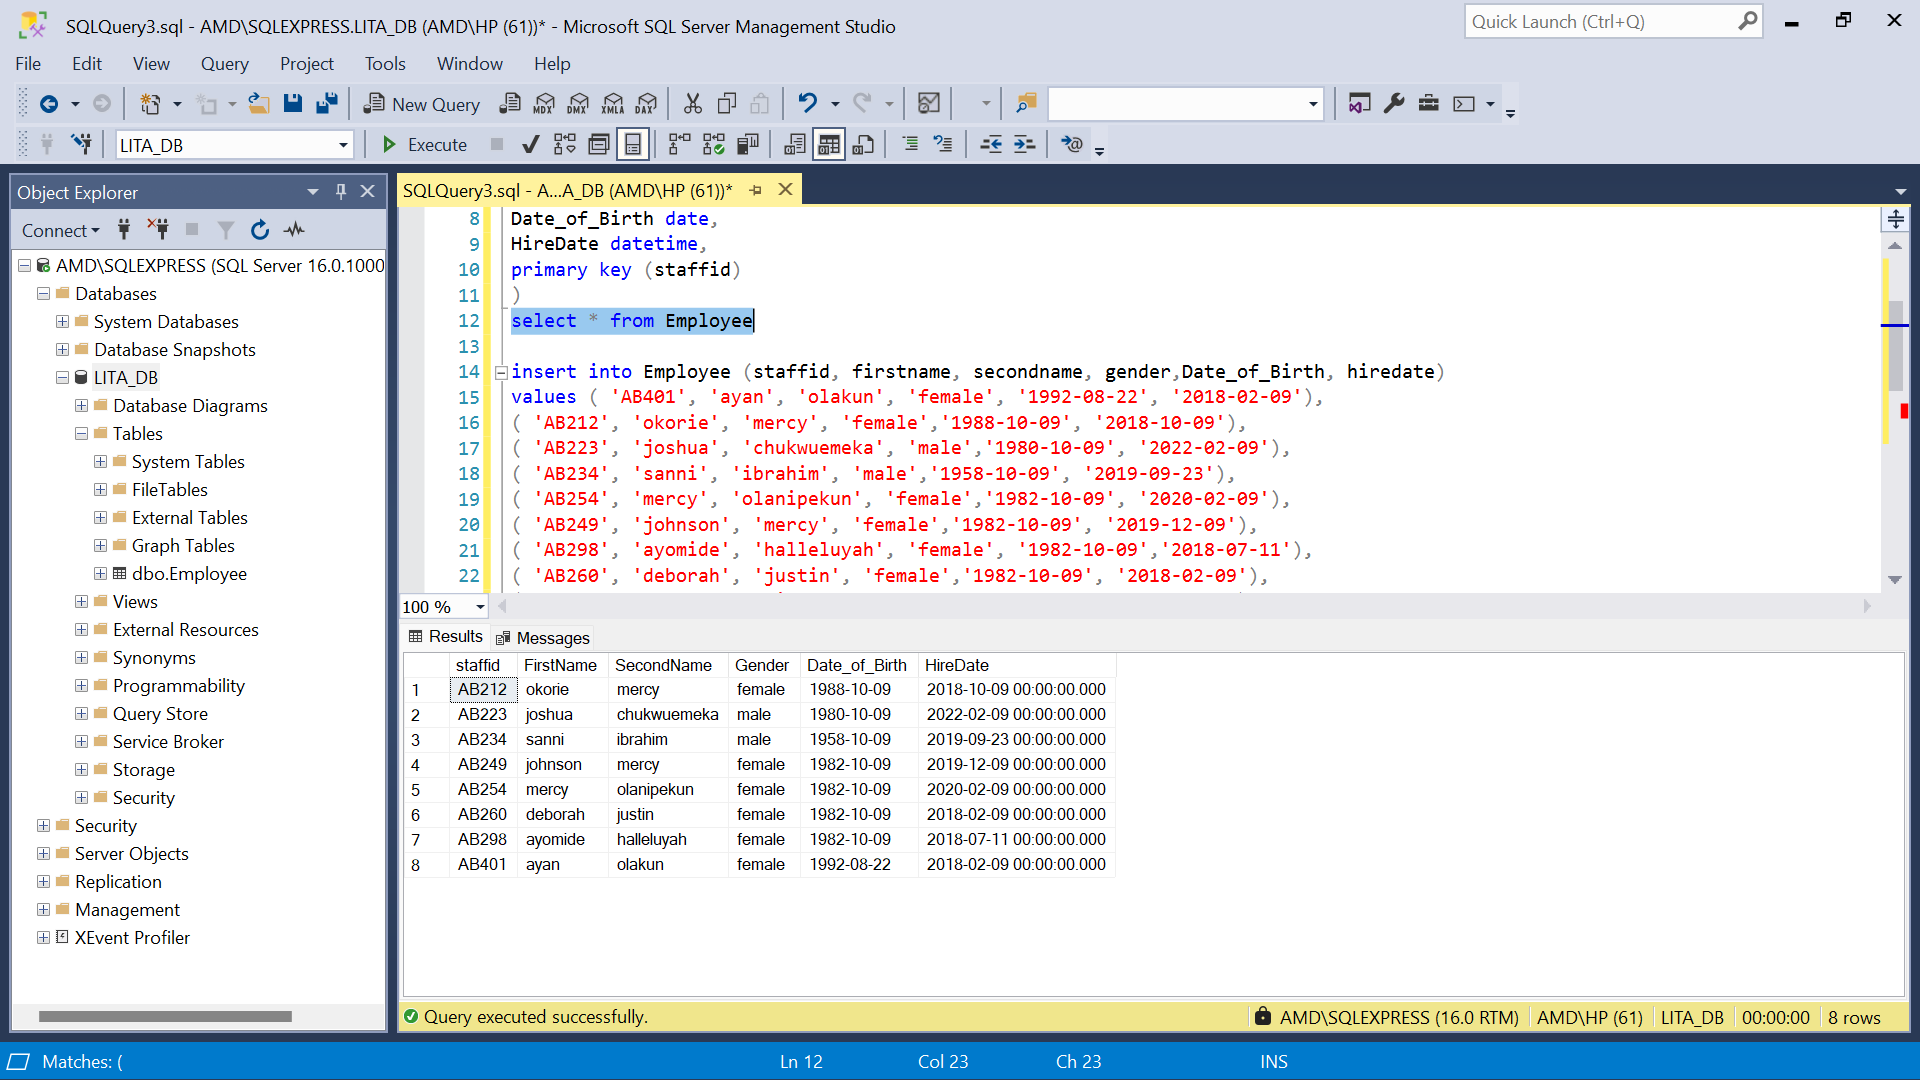 SQLQuery3.sql - AMD\SQLEXPRESS.LITA_DB (AMD\HP (61))* - Microsoft SQL Server Management Studio
Quick Launch (Ctrl+Q)
File Edit View Query Project Tools Window Help
New Query MDX DMX XMLA DAX
LITA_DB Execute
Object Explorer
Connect
AMD\SQLEXPRESS (SQL Server 16.0.1000
Databases
System Databases
Database Snapshots
LITA_DB
Database Diagrams
Tables
System Tables
FileTables
External Tables
Graph Tables
dbo.Employee
Views
External Resources
Synonyms
Programmability
Query Store
Service Broker
Storage
Security
Security
Server Objects
Replication
Management
XEvent Profiler
SQLQuery3.sql - A...A_DB (AMD\HP (61))*
8 Date_of_Birth date,
9 HireDate datetime,
10 primary key (staffid)
11 )
12 select * from Employee
13
14 insert into Employee (staffid, firstname, secondname, gender,Date_of_Birth, hiredate)
15 values ( 'AB401', 'ayan', 'olakun', 'female', '1992-08-22', '2018-02-09'),
16 ( 'AB212', 'okorie', 'mercy', 'female','1988-10-09', '2018-10-09'),
17 ( 'AB223', 'joshua', 'chukwuemeka', 'male','1980-10-09', '2022-02-09'),
18 ( 'AB234', 'sanni', 'ibrahim', 'male','1958-10-09', '2019-09-23'),
19 ( 'AB254', 'mercy', 'olanipekun', 'female','1982-10-09', '2020-02-09'),
20 ( 'AB249', 'johnson', 'mercy', 'female','1982-10-09', '2019-12-09'),
21 ( 'AB298', 'ayomide', 'halleluyah', 'female', '1982-10-09','2018-07-11'),
22 ( 'AB260', 'deborah', 'justin', 'female','1982-10-09', '2018-02-09'),
100 %
Results Messages
staffid FirstName SecondName Gender Date_of_Birth HireDate
1 AB212 okorie mercy female 1988-10-09 2018-10-09 00:00:00.000
2 AB223 joshua chukwuemeka male 1980-10-09 2022-02-09 00:00:00.000
3 AB234 sanni ibrahim male 1958-10-09 2019-09-23 00:00:00.000
4 AB249 johnson mercy female 1982-10-09 2019-12-09 00:00:00.000
5 AB254 mercy olanipekun female 1982-10-09 2020-02-09 00:00:00.000
6 AB260 deborah justin female 1982-10-09 2018-02-09 00:00:00.000
7 AB298 ayomide halleluyah female 1982-10-09 2018-07-11 00:00:00.000
8 AB401 ayan olakun female 1992-08-22 2018-02-09 00:00:00.000
Query executed successfully. AMD\SQLEXPRESS (16.0 RTM) AMD\HP (61) LITA_DB 00:00:00 8 rows
Matches: ( Ln 12 Col 23 Ch 23 INS